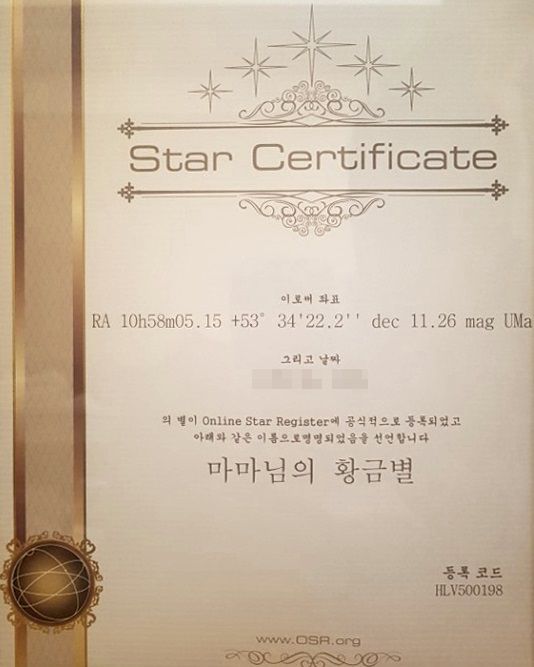 Star Certificate
이로써 좌표
RA 10h58m05.15 +53° 34'22.2'' dec 11.26 mag UMa
그리고 날짜
의 별이 Online Star Register에 공식적으로 등록되었고
아래와 같은 이름으로명명되었음을 선언합니다
마마님의 황금별
등록 코드
HLV500198
www.OSR.org